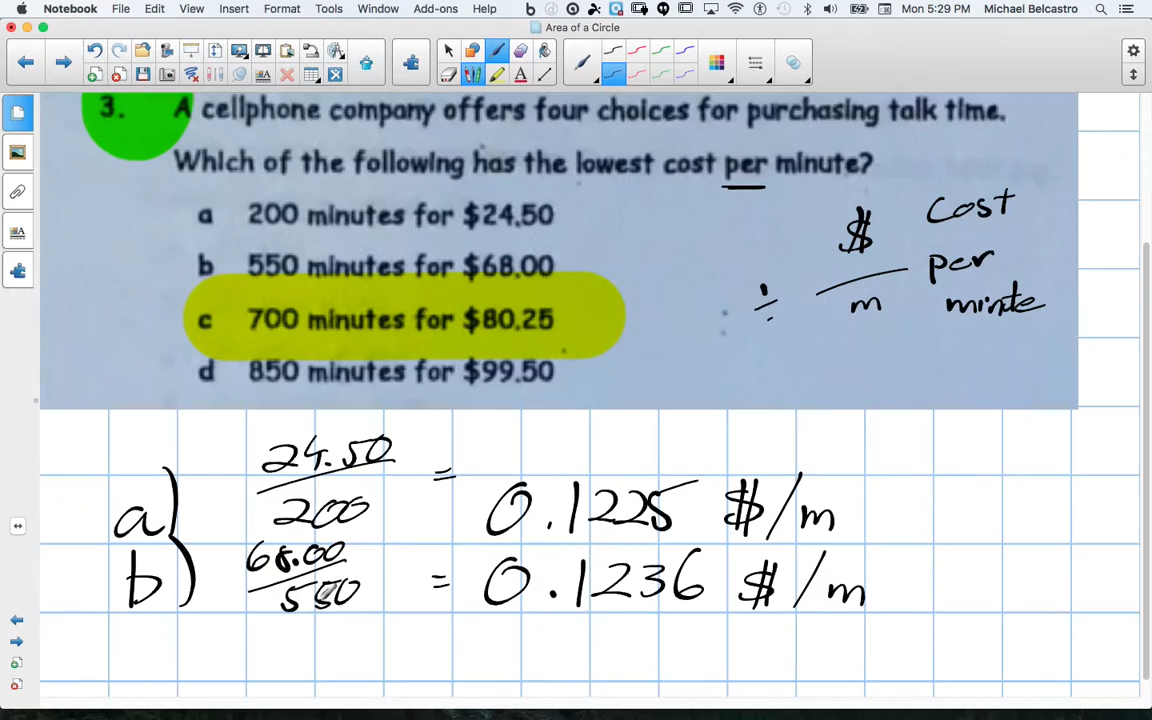 Notebook File Edit View Insert Format Tools Window Add-ons Help Mon 5:29 PM Michael Belcastro
Area of a Circle
3. A cellphone company offers four choices for purchasing talk time.
Which of the following has the lowest cost per minute?
a 200 minutes for $24.50
b 550 minutes for $68.00
c 700 minutes for $80.25
d 850 minutes for $99.50
$ cost
per
÷ m minute
a) 24.50
200 = 0.1225 $/m
b) 68.00
550 = 0.1236 $/m